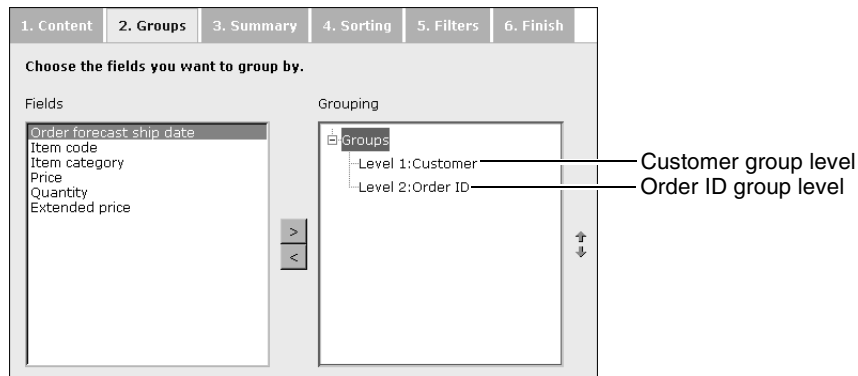 1. Content 2. Groups 3. Summary 4. Sorting 5. Filters 6. Finish
Choose the fields you want to group by.
Fields Grouping
Order forecast ship date
Item code
Item category
Price
Quantity
Extended price
>
<
Groups
Level 1:Customer
Level 2:Order ID
Customer group level
Order ID group level